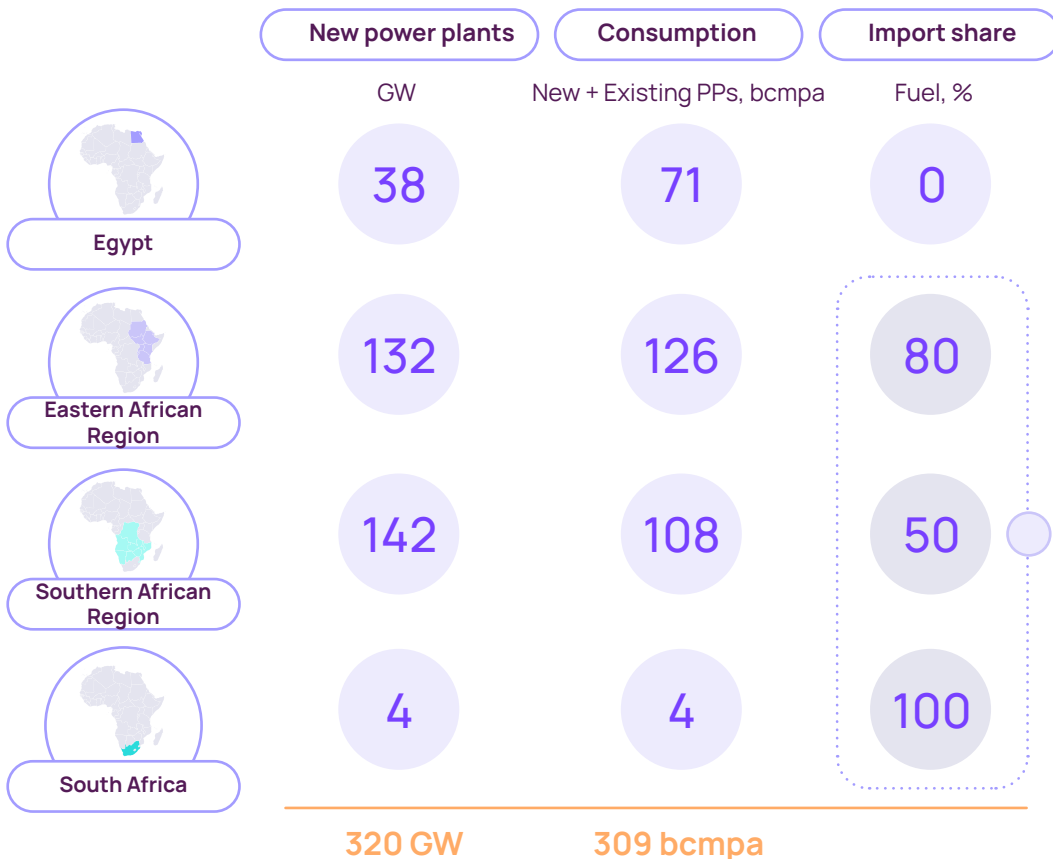 New power plants
Consumption
Import share
GW
New + Existing PPs, bcmpa
Fuel, %
38
71
0
Egypt
132
126
80
Eastern African
Region
142
108
50
Southern African
Region
4
4
100
South Africa
320 GW
309 bcmpa